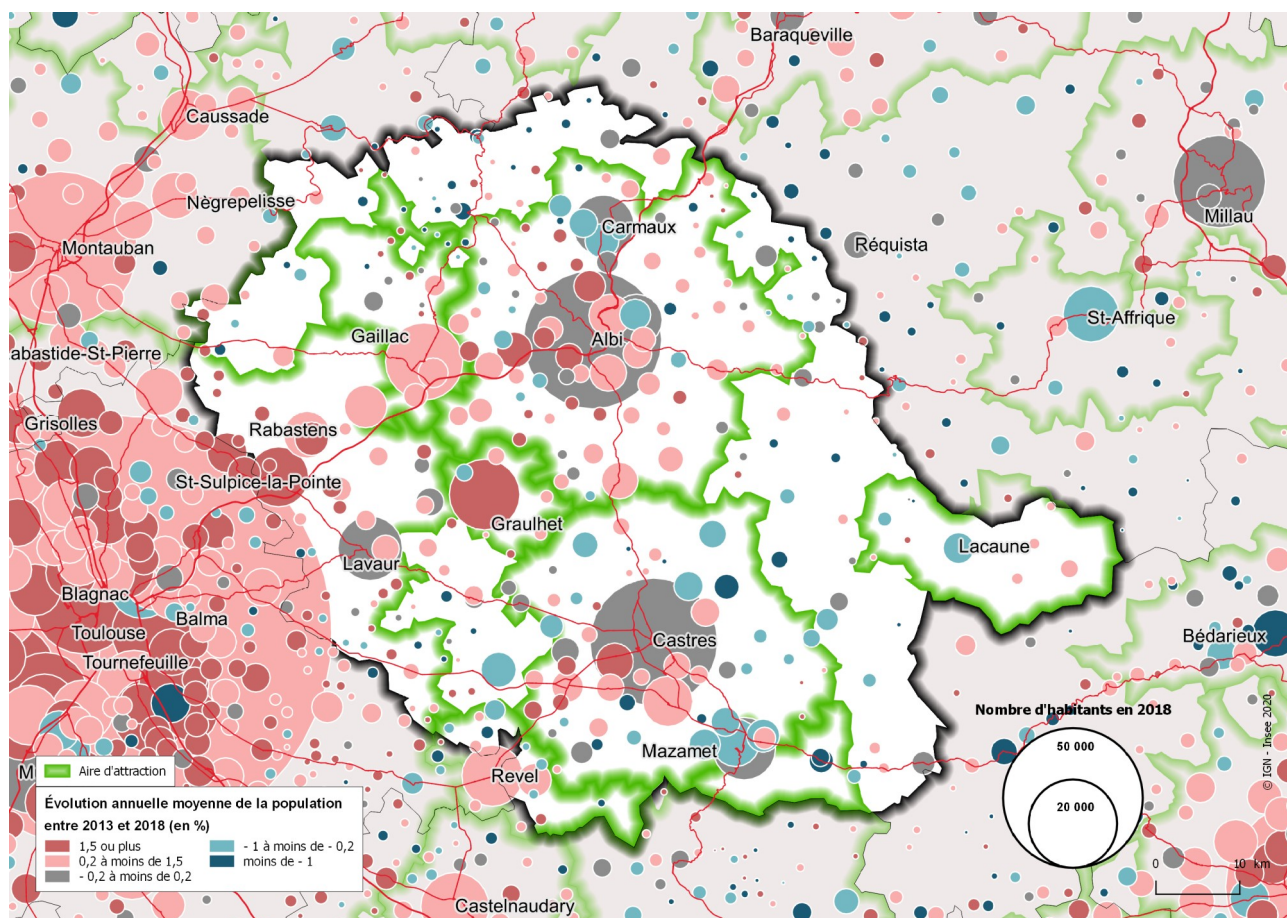 Baraqueville
Caussade
Nègrepelisse
Montauban
Carmaux
Réquista
Millau
St-Affrique
Gaillac
Albi
abastide-St-Pierre
Grisolles
Rabastens
St-Sulpice-la-Pointe
Graulhet
Lavaur
Lacaune
Blagnac
Balma
Toulouse
Castres
Tournefeuille
Bédarieux
Mazamet
Revel
Castelnaudary
M
Nombre d'habitants en 2018
50 000
20 000
0 10 km
© IGN - Insee 2020
Aire d'attraction
Évolution annuelle moyenne de la population
entre 2013 et 2018 (en %)
1,5 ou plus
0,2 à moins de 1,5
- 0,2 à moins de 0,2
- 1 à moins de - 0,2
moins de - 1